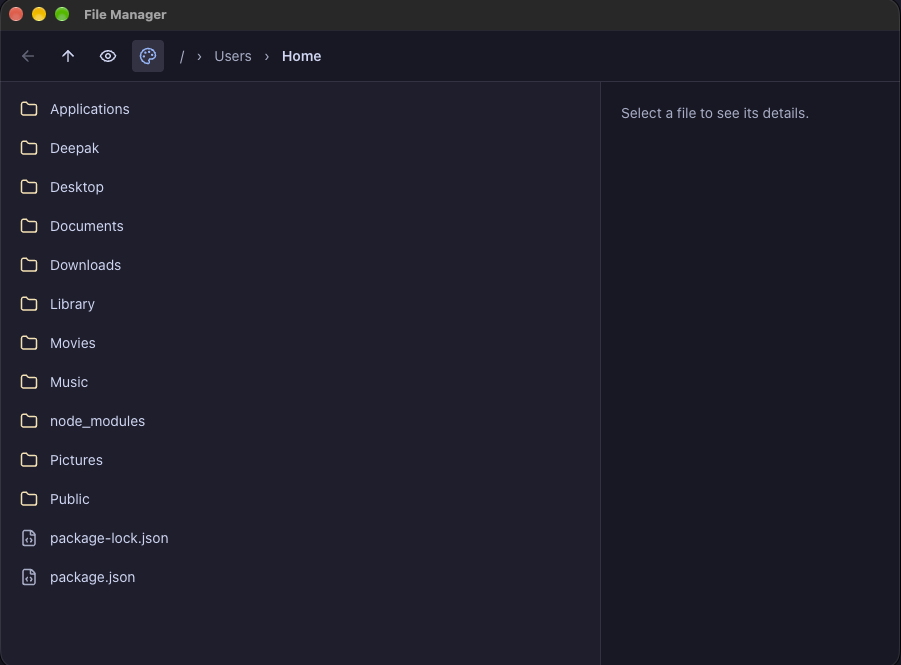 File Manager
/ › Users › Home
Applications
Deepak
Desktop
Documents
Downloads
Library
Movies
Music
node_modules
Pictures
Public
package-lock.json
package.json
Select a file to see its details.